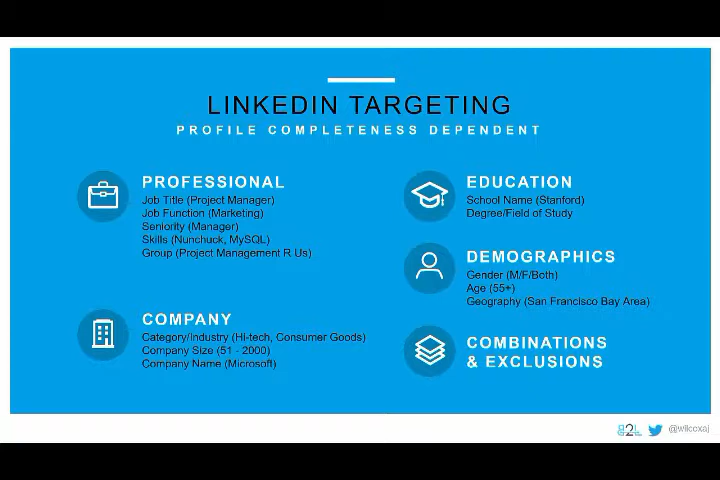 LINKEDIN TARGETING
PROFILE COMPLETENESS DEPENDENT
PROFESSIONAL
Job Title (Project Manager)
Job Function (Marketing)
Seniority (Manager)
Skills (Nunchuck, MySQL)
Group (Project Management R Us)
COMPANY
Category/Industry (Hi-tech, Consumer Goods)
Company Size (51 - 2000)
Company Name (Microsoft)
EDUCATION
School Name (Stanford)
Degree/Field of Study
DEMOGRAPHICS
Gender (M/F/Both)
Age (55+)
Geography (San Francisco Bay Area)
COMBINATIONS
& EXCLUSIONS
@wilcoxaj